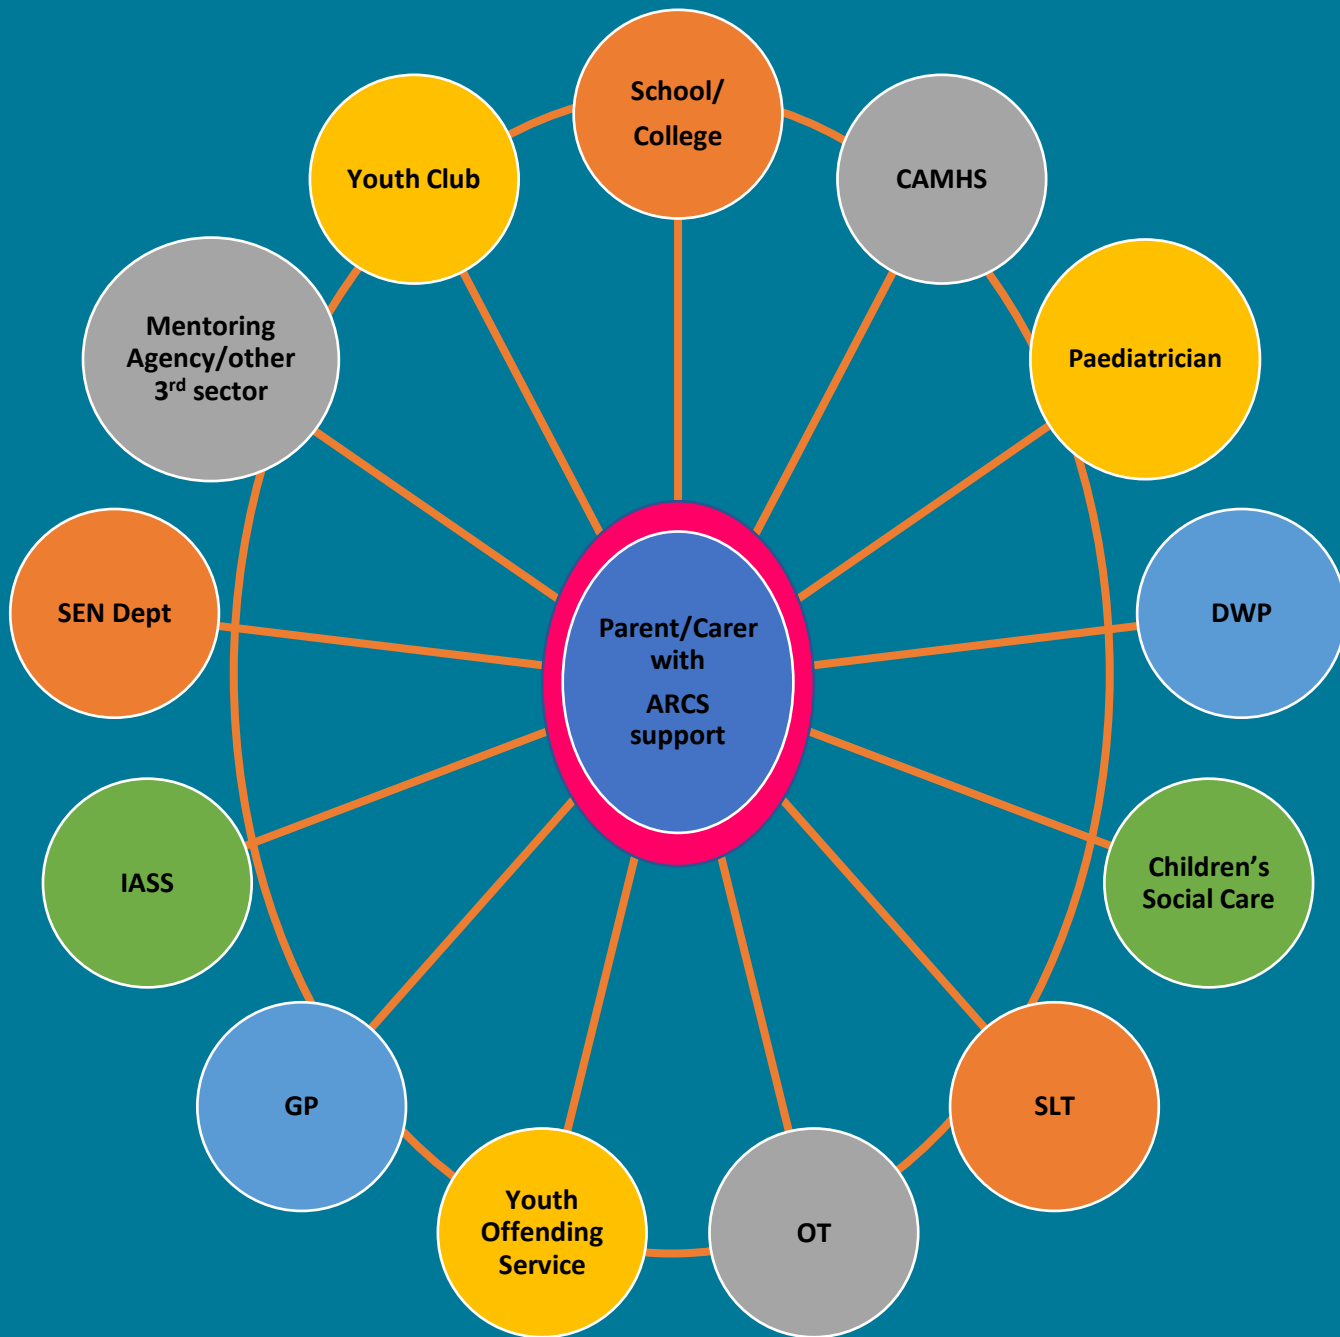 School/
College
CAMHS
Paediatrician
DWP
Children’s
Social Care
SLT
OT
Youth
Offending
Service
GP
IASS
SEN Dept
Mentoring
Agency/other
3rd sector
Youth Club
Parent/Carer
with
ARCS
support